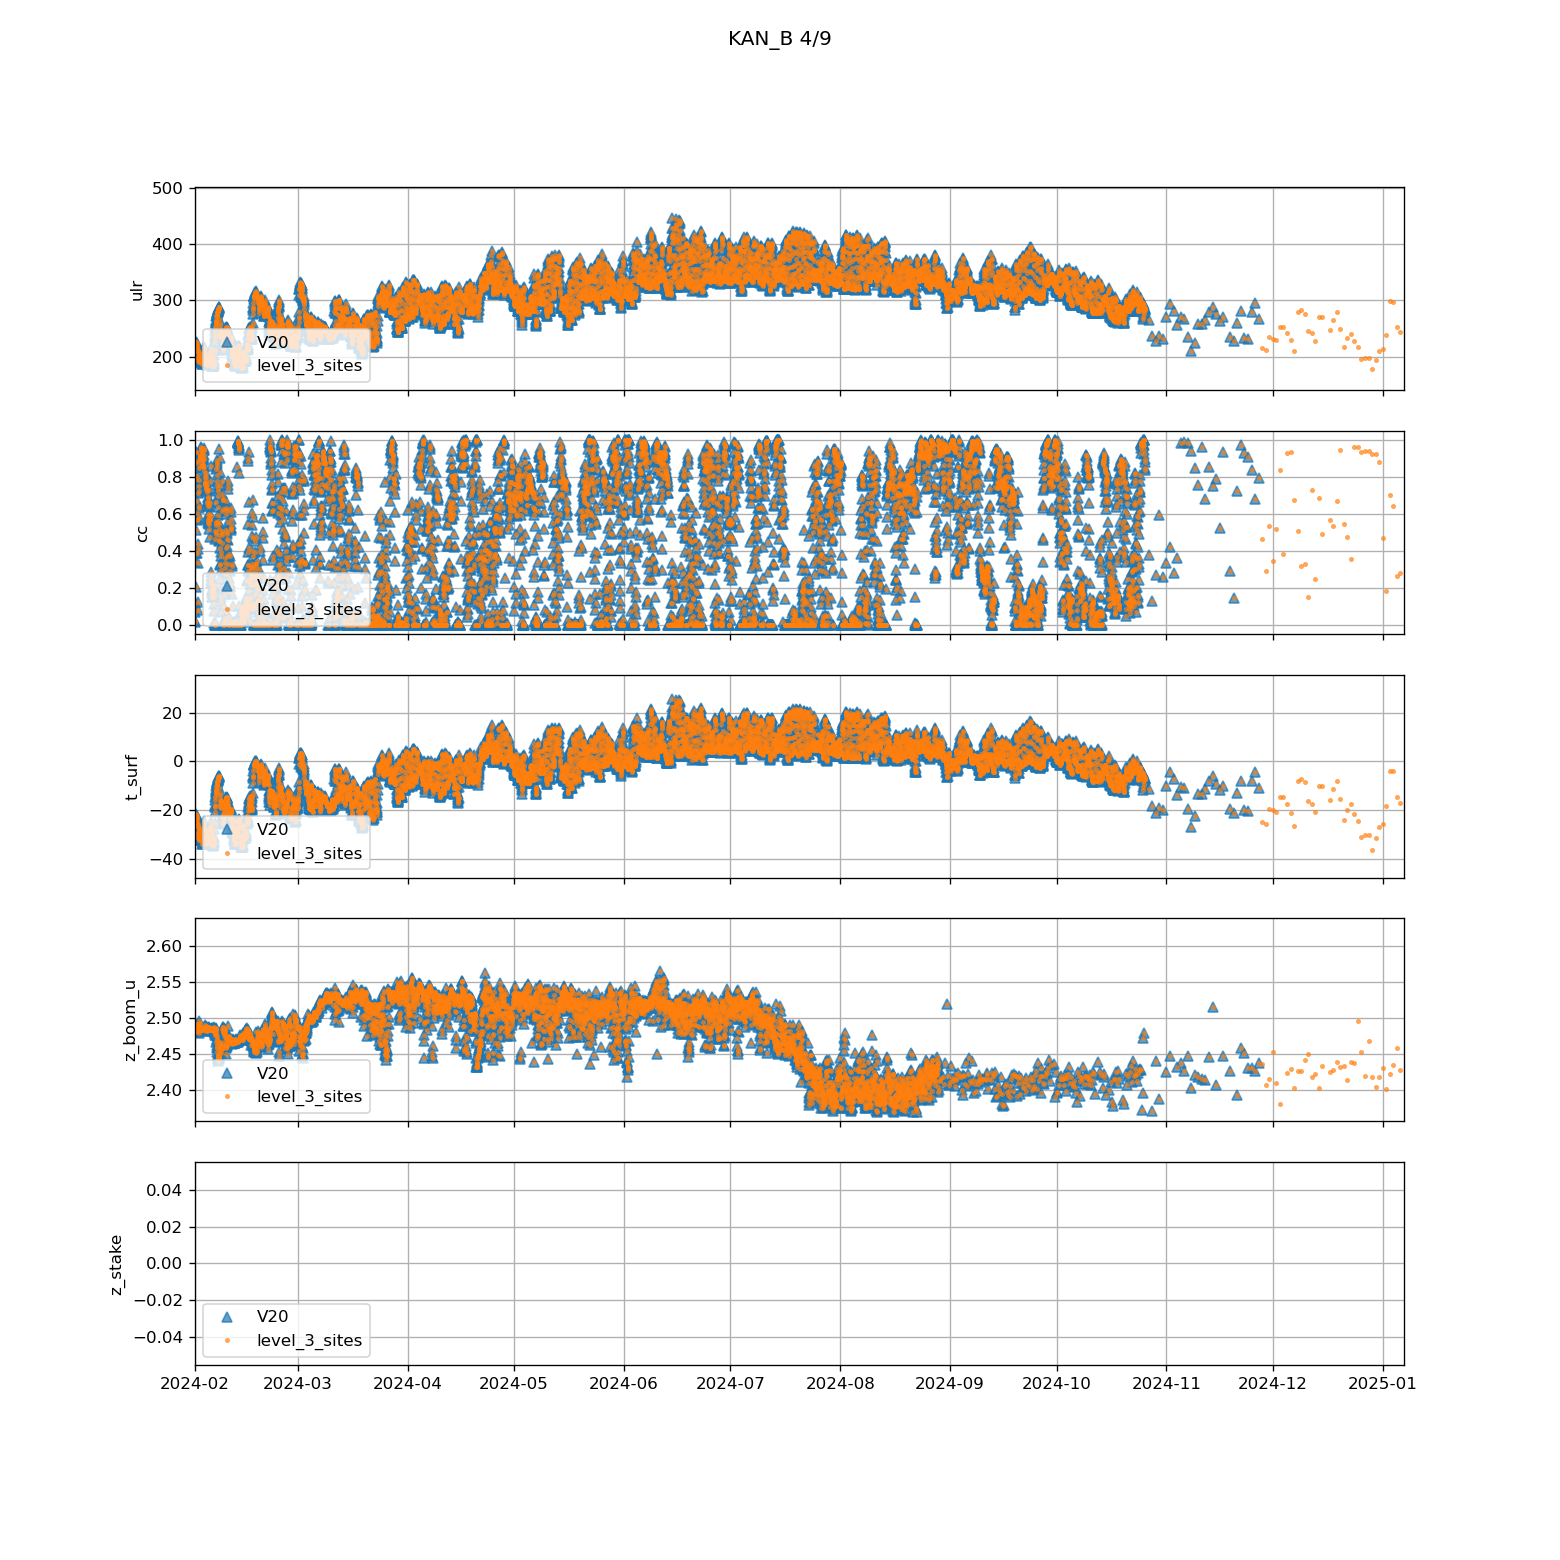 KAN_B 4/9
500
400
300
200
ulr
V20
level_3_sites
1.0
0.8
0.6
0.4
0.2
0.0
cc
V20
level_3_sites
20
0
−20
−40
t_surf
V20
level_3_sites
2.60
2.55
2.50
2.45
2.40
z_boom_u
V20
level_3_sites
0.04
0.02
0.00
−0.02
−0.04
z_stake
V20
level_3_sites
2024-02 2024-03 2024-04 2024-05 2024-06 2024-07 2024-08 2024-09 2024-10 2024-11 2024-12 2025-01